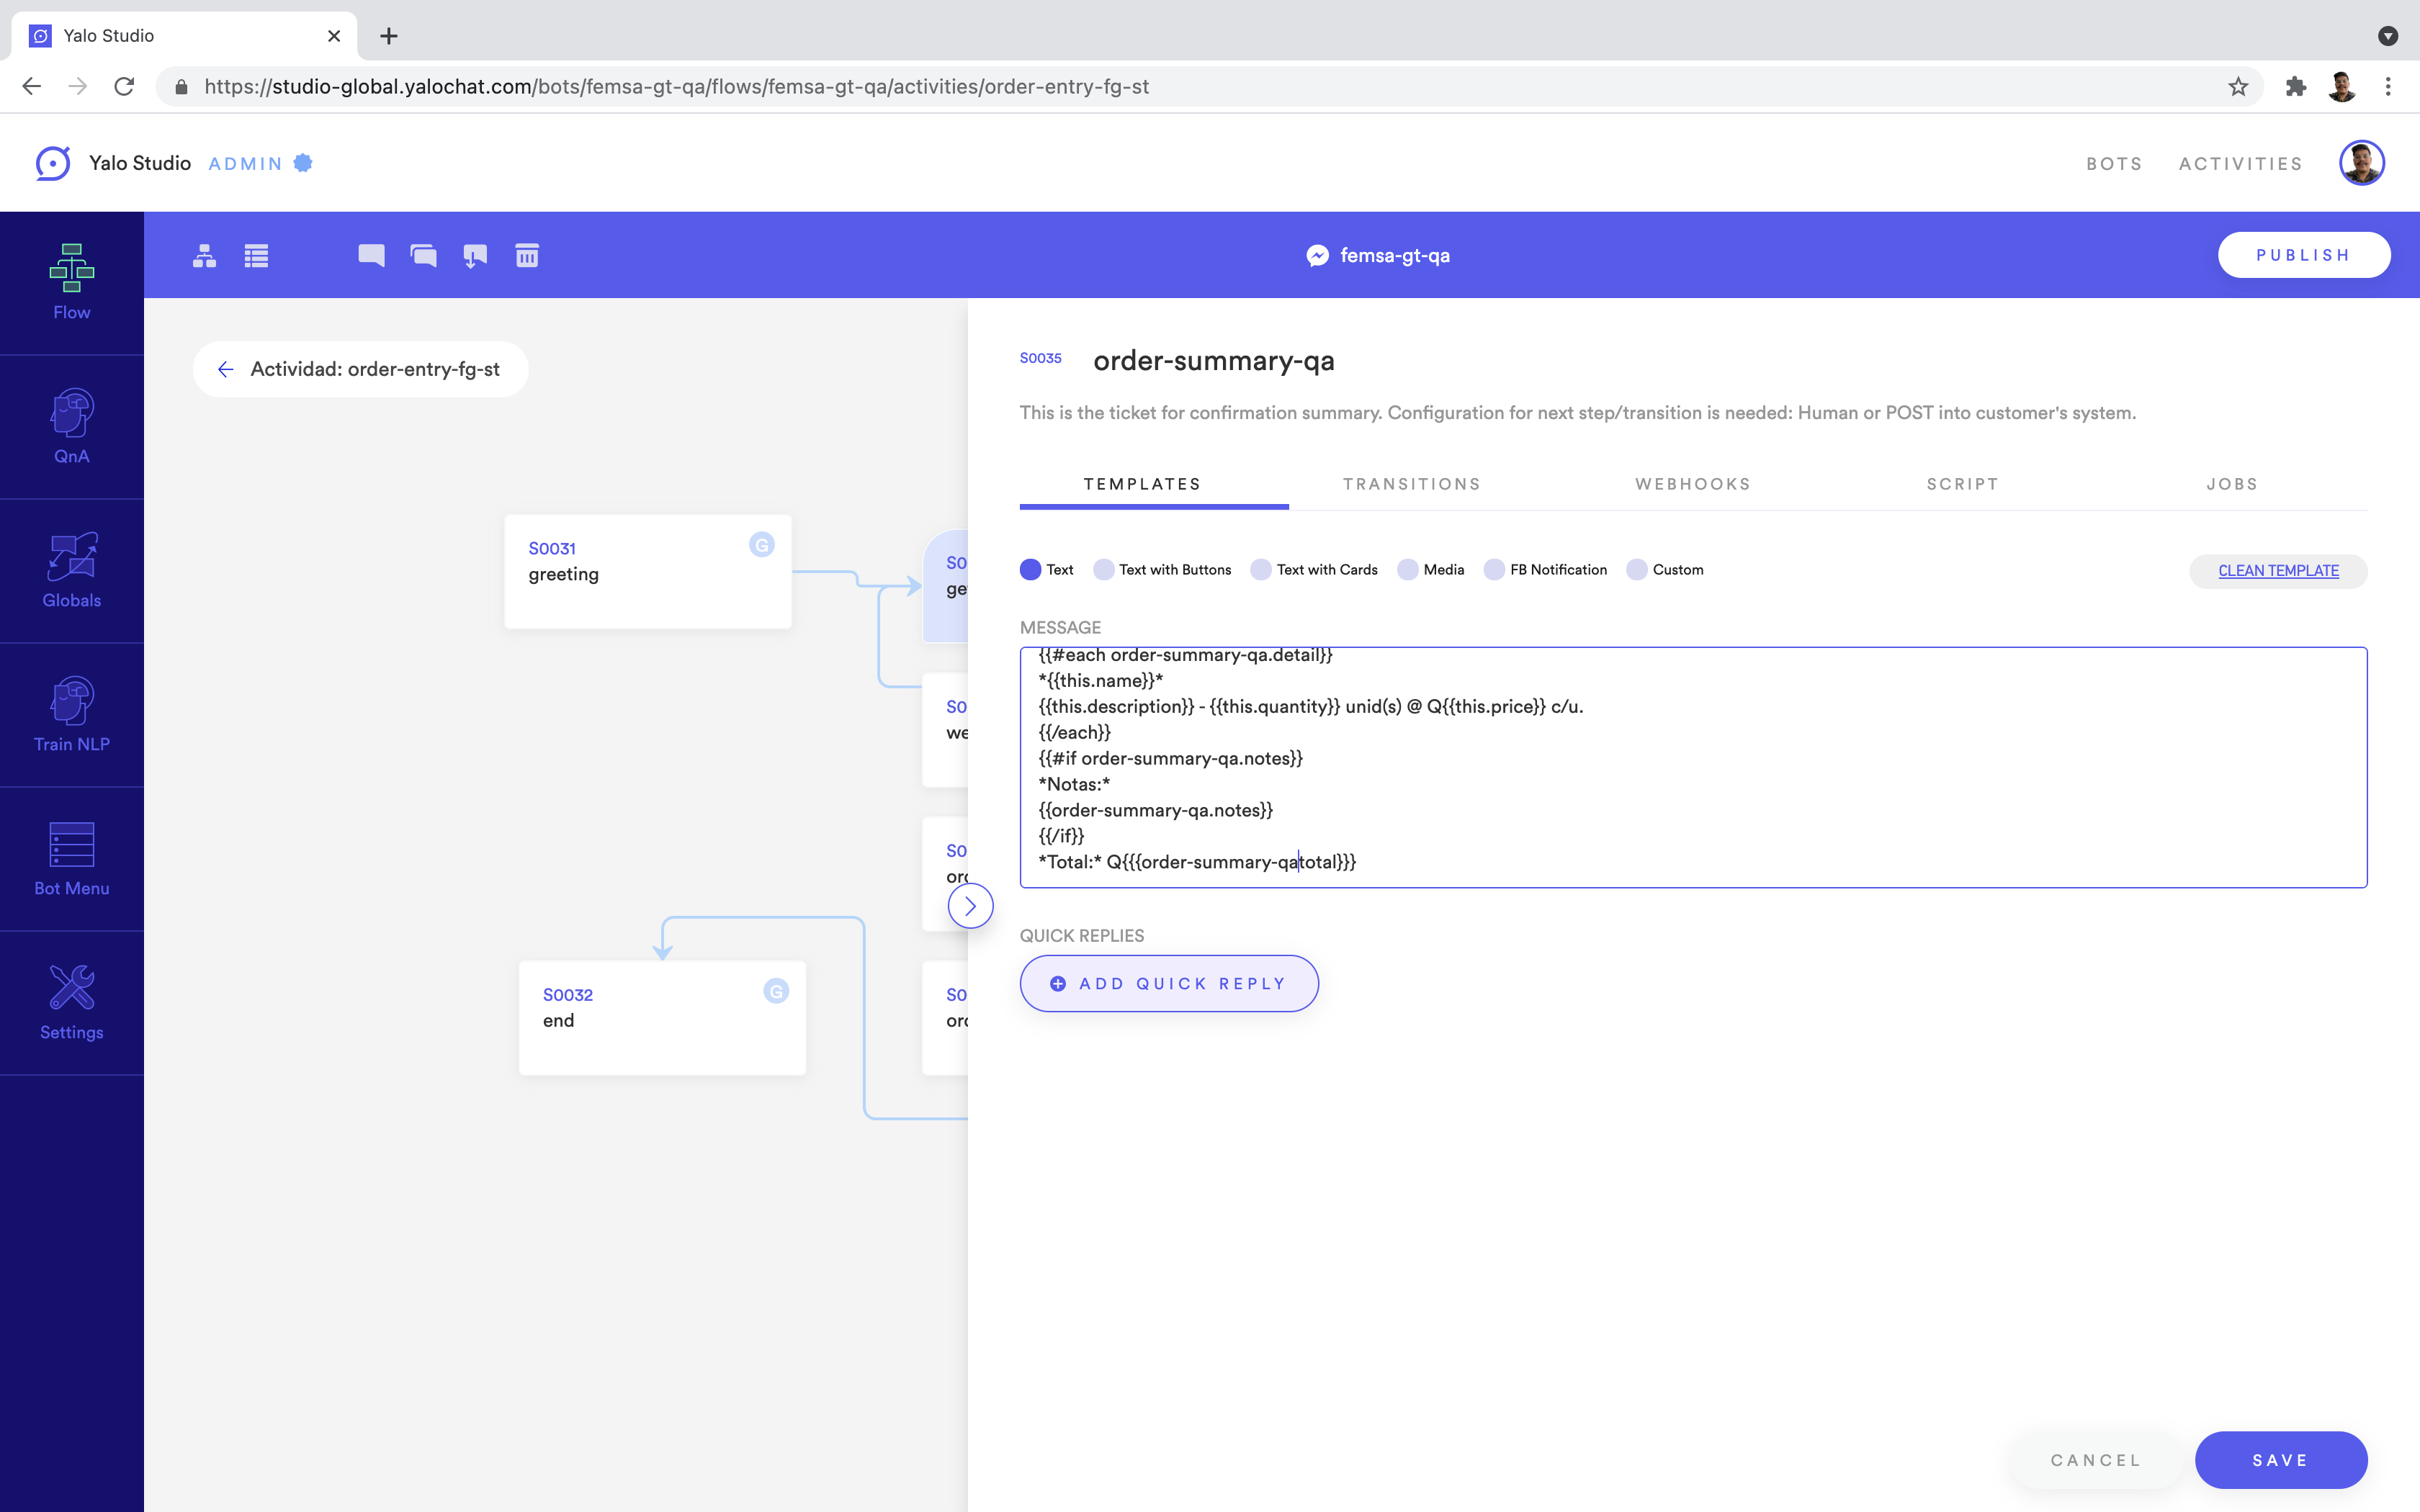 Yalo Studio
https://studio-global.yalochat.com/bots/femsa-gt-qa/flows/femsa-gt-qa/activities/order-entry-fg-st
Yalo Studio ADMIN
BOTS ACTIVITIES
femsa-gt-qa
PUBLISH
Flow
QnA
Globals
Train NLP
Bot Menu
Settings
Actividad: order-entry-fg-st
S0031 G
greeting
S0
ge
S0
we
S0
S0
S0032 G
end
S0035 order-summary-qa
This is the ticket for confirmation summary. Configuration for next step/transition is needed: Human or POST into customer's system.
TEMPLATES TRANSITIONS WEBHOOKS SCRIPT JOBS
Text Text with Buttons Text with Cards Media FB Notification Custom
CLEAN TEMPLATE
MESSAGE
{{#each order-summary-qa.detail}}
*{{this.name}}*
{{this.description}} - {{this.quantity}} unid(s) @ Q{{this.price}} c/u.
{{/each}}
{{#if order-summary-qa.notes}}
*Notas:*
{{order-summary-qa.notes}}
{{/if}}
*Total:* Q{{{order-summary-qatotal}}}
QUICK REPLIES
ADD QUICK REPLY
CANCEL SAVE